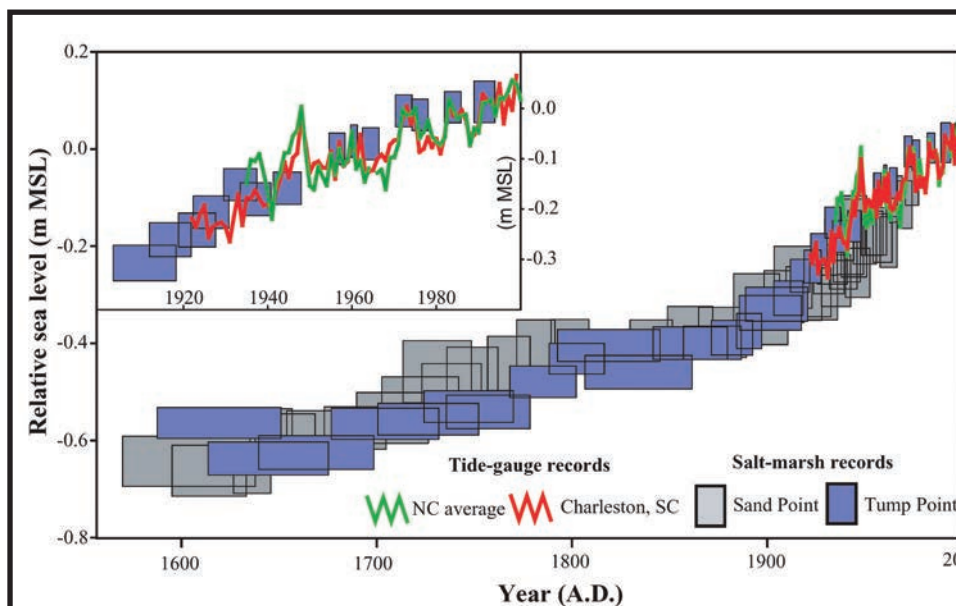 0.2
0.0
-0.2
-0.4
-0.6
-0.8
Relative sea level (m MSL)
0.0
-0.1
-0.2
-0.3
(m MSL)
1920 1940 1960 1980
Tide-gauge records Salt-marsh records
NC average Charleston, SC Sand Point Tump Point
1600 1700 1800 1900 20
Year (A.D.)